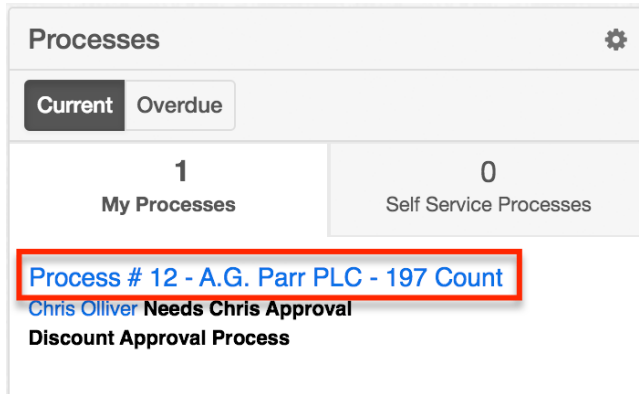 Processes
Current Overdue
1
My Processes
0
Self Service Processes
Process # 12 - A.G. Parr PLC - 197 Count
Chris Olliver Needs Chris Approval
Discount Approval Process